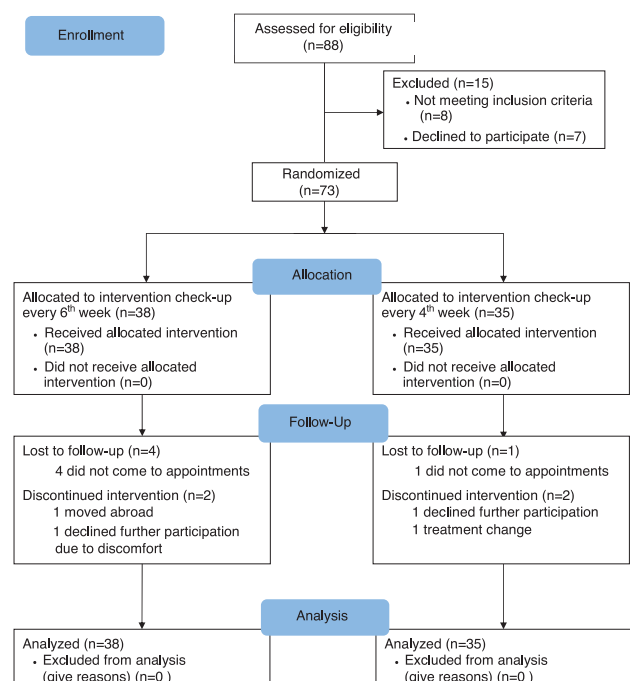 Enrollment
Assessed for eligibility
(n=88)
Excluded (n=15)
• Not meeting inclusion criteria
(n=8)
• Declined to participate (n=7)
Randomized
(n=73)
Allocation
Allocated to intervention check-up
every 6th week (n=38)
• Received allocated intervention
(n=38)
• Did not receive allocated
intervention (n=0)
Allocated to intervention check-up
every 4th week (n=35)
• Received allocated intervention
(n=35)
• Did not receive allocated
intervention (n=0)
Follow-Up
Lost to follow-up (n=4)
4 did not come to appointments
Discontinued intervention (n=2)
1 moved abroad
1 declined further participation
due to discomfort
Lost to follow-up (n=1)
1 did not come to appointments
Discontinued intervention (n=2)
1 declined further participation
1 treatment change
Analysis
Analyzed (n=38)
• Excluded from analysis
(give reasons) (n=0 )
Analyzed (n=35)
• Excluded from analysis
(give reasons) (n=0 )